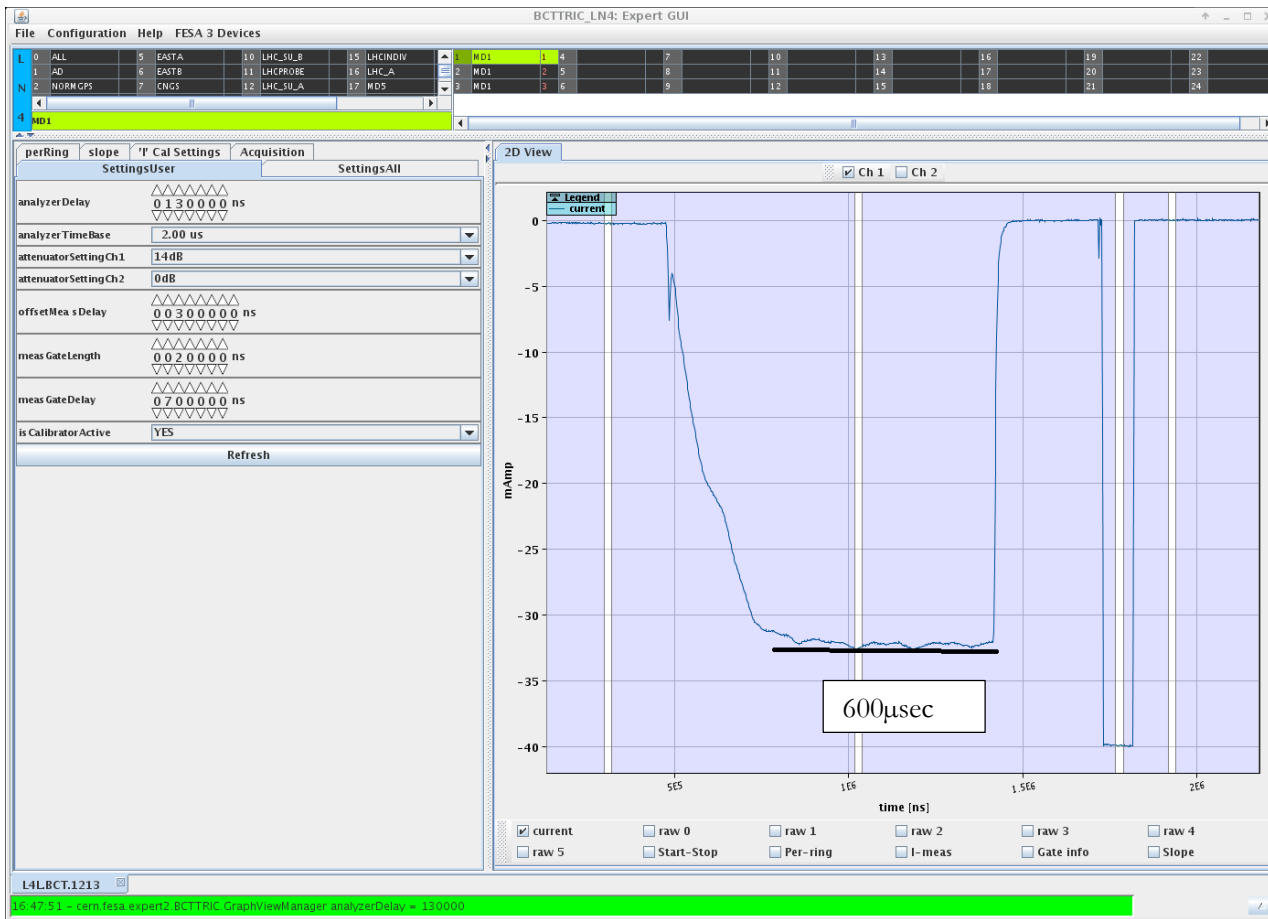 BCTTRIC_LN4: Expert GUI
File Configuration Help FESA 3 Devices
L N 4
0 ALL 5 EASTA 10 LHC_SU_B 15 LHCINDIV
1 AD 6 EASTB 11 LHCPROBE 16 LHC_A
2 NORMGPS 7 CNGS 12 LHC_SU_A 17 MD5
MD1
1 MD1 1 4 7 10 13 16 19 22
2 MD1 2 5 8 11 14 17 20 23
3 MD1 3 6 9 12 15 18 21 24
perRing slope 'I' Cal Settings Acquisition
SettingsUser SettingsAll
analyzerDelay 0130000 ns
analyzerTimeBase 2.00 us
attenuatorSettingCh1 14dB
attenuatorSettingCh2 0dB
offsetMeasDelay 00300000 ns
measGateLength 0020000 ns
measGateDelay 0700000 ns
isCalibratorActive YES
Refresh
2D View
Ch 1 Ch 2
Legend
current
0
-5
-10
-15
-20
-25
-30
-35
-40
mAmp
600µsec
5E5 1E6 1.5E6 2E6
time [ns]
current raw 0 raw 1 raw 2 raw 3 raw 4
raw 5 Start-Stop Per-ring I-meas Gate info Slope
L4L.BCT.1213
16:47:51 - cern.fesa.expert2.BCTTRIC.GraphViewManager analyzerDelay = 130000